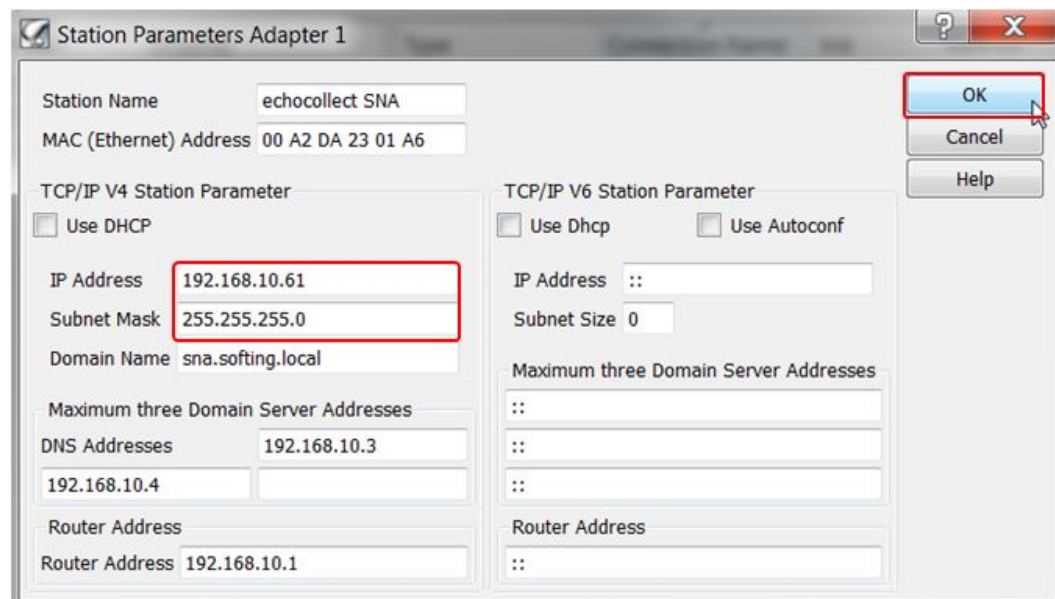 Station Parameters Adapter 1
Station Name echocollect SNA
MAC (Ethernet) Address 00 A2 DA 23 01 A6
OK
Cancel
Help
TCP/IP V4 Station Parameter
Use DHCP
IP Address 192.168.10.61
Subnet Mask 255.255.255.0
Domain Name sna.softing.local
Maximum three Domain Server Addresses
DNS Addresses 192.168.10.3
192.168.10.4
Router Address
Router Address 192.168.10.1
TCP/IP V6 Station Parameter
Use Dhcp Use Autoconf
IP Address ::
Subnet Size 0
Maximum three Domain Server Addresses
::
::
::
Router Address
::